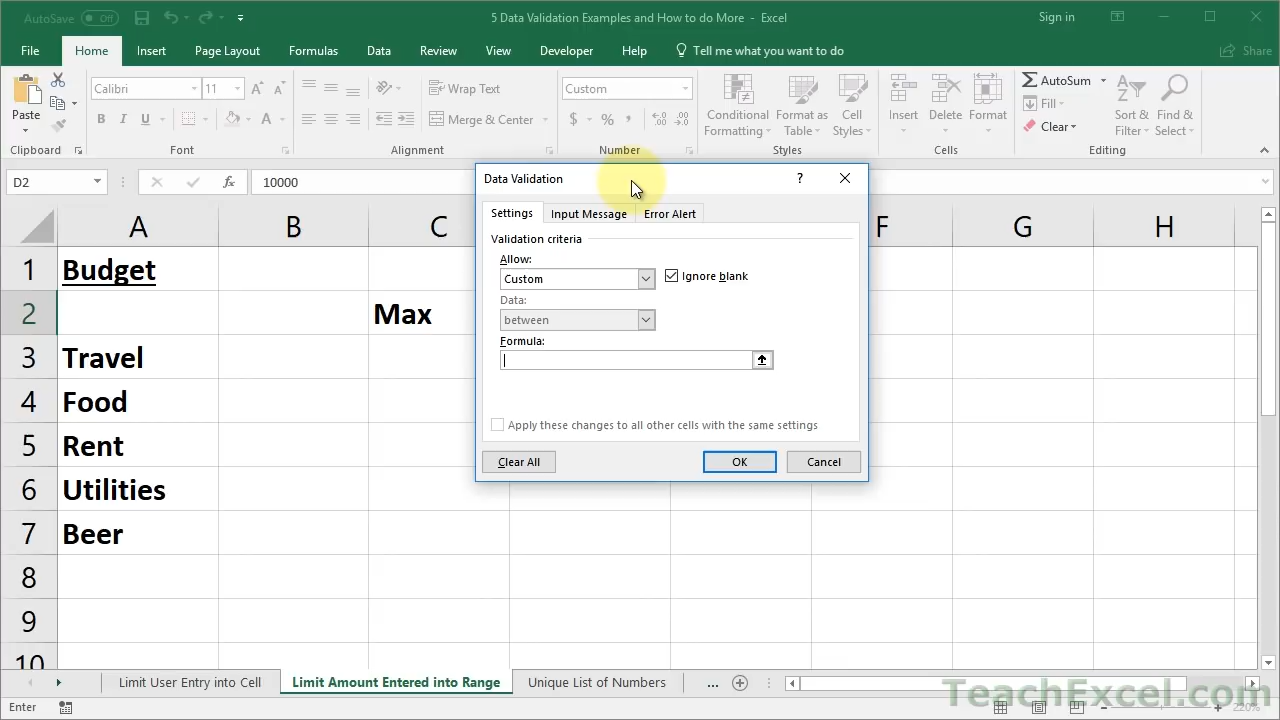 AutoSave Off 5 Data Validation Examples and How to do More - Excel Sign in
File Home Insert Page Layout Formulas Data Review View Developer Help Tell me what you want to do Share
Calibri 11 Wrap Text Custom AutoSum
Paste Conditional Format as Cell Insert Delete Format Fill Sort & Find &
B I U A Merge & Center $ % Formatting Table Styles Clear Filter Select
Clipboard Font Alignment Number Styles Cells Editing
D2 fx 10000
Data Validation ?
Settings Input Message Error Alert
A B C F G H
Validation criteria
Allow:
Custom Ignore blank
Data:
between
Formula:
Apply these changes to all other cells with the same settings
Clear All OK Cancel
1 Budget
2 Max
3 Travel
4 Food
5 Rent
6 Utilities
7 Beer
8
9
10
Limit User Entry into Cell Limit Amount Entered into Range Unique List of Numbers ...
TeachExcel.com
Enter 220%